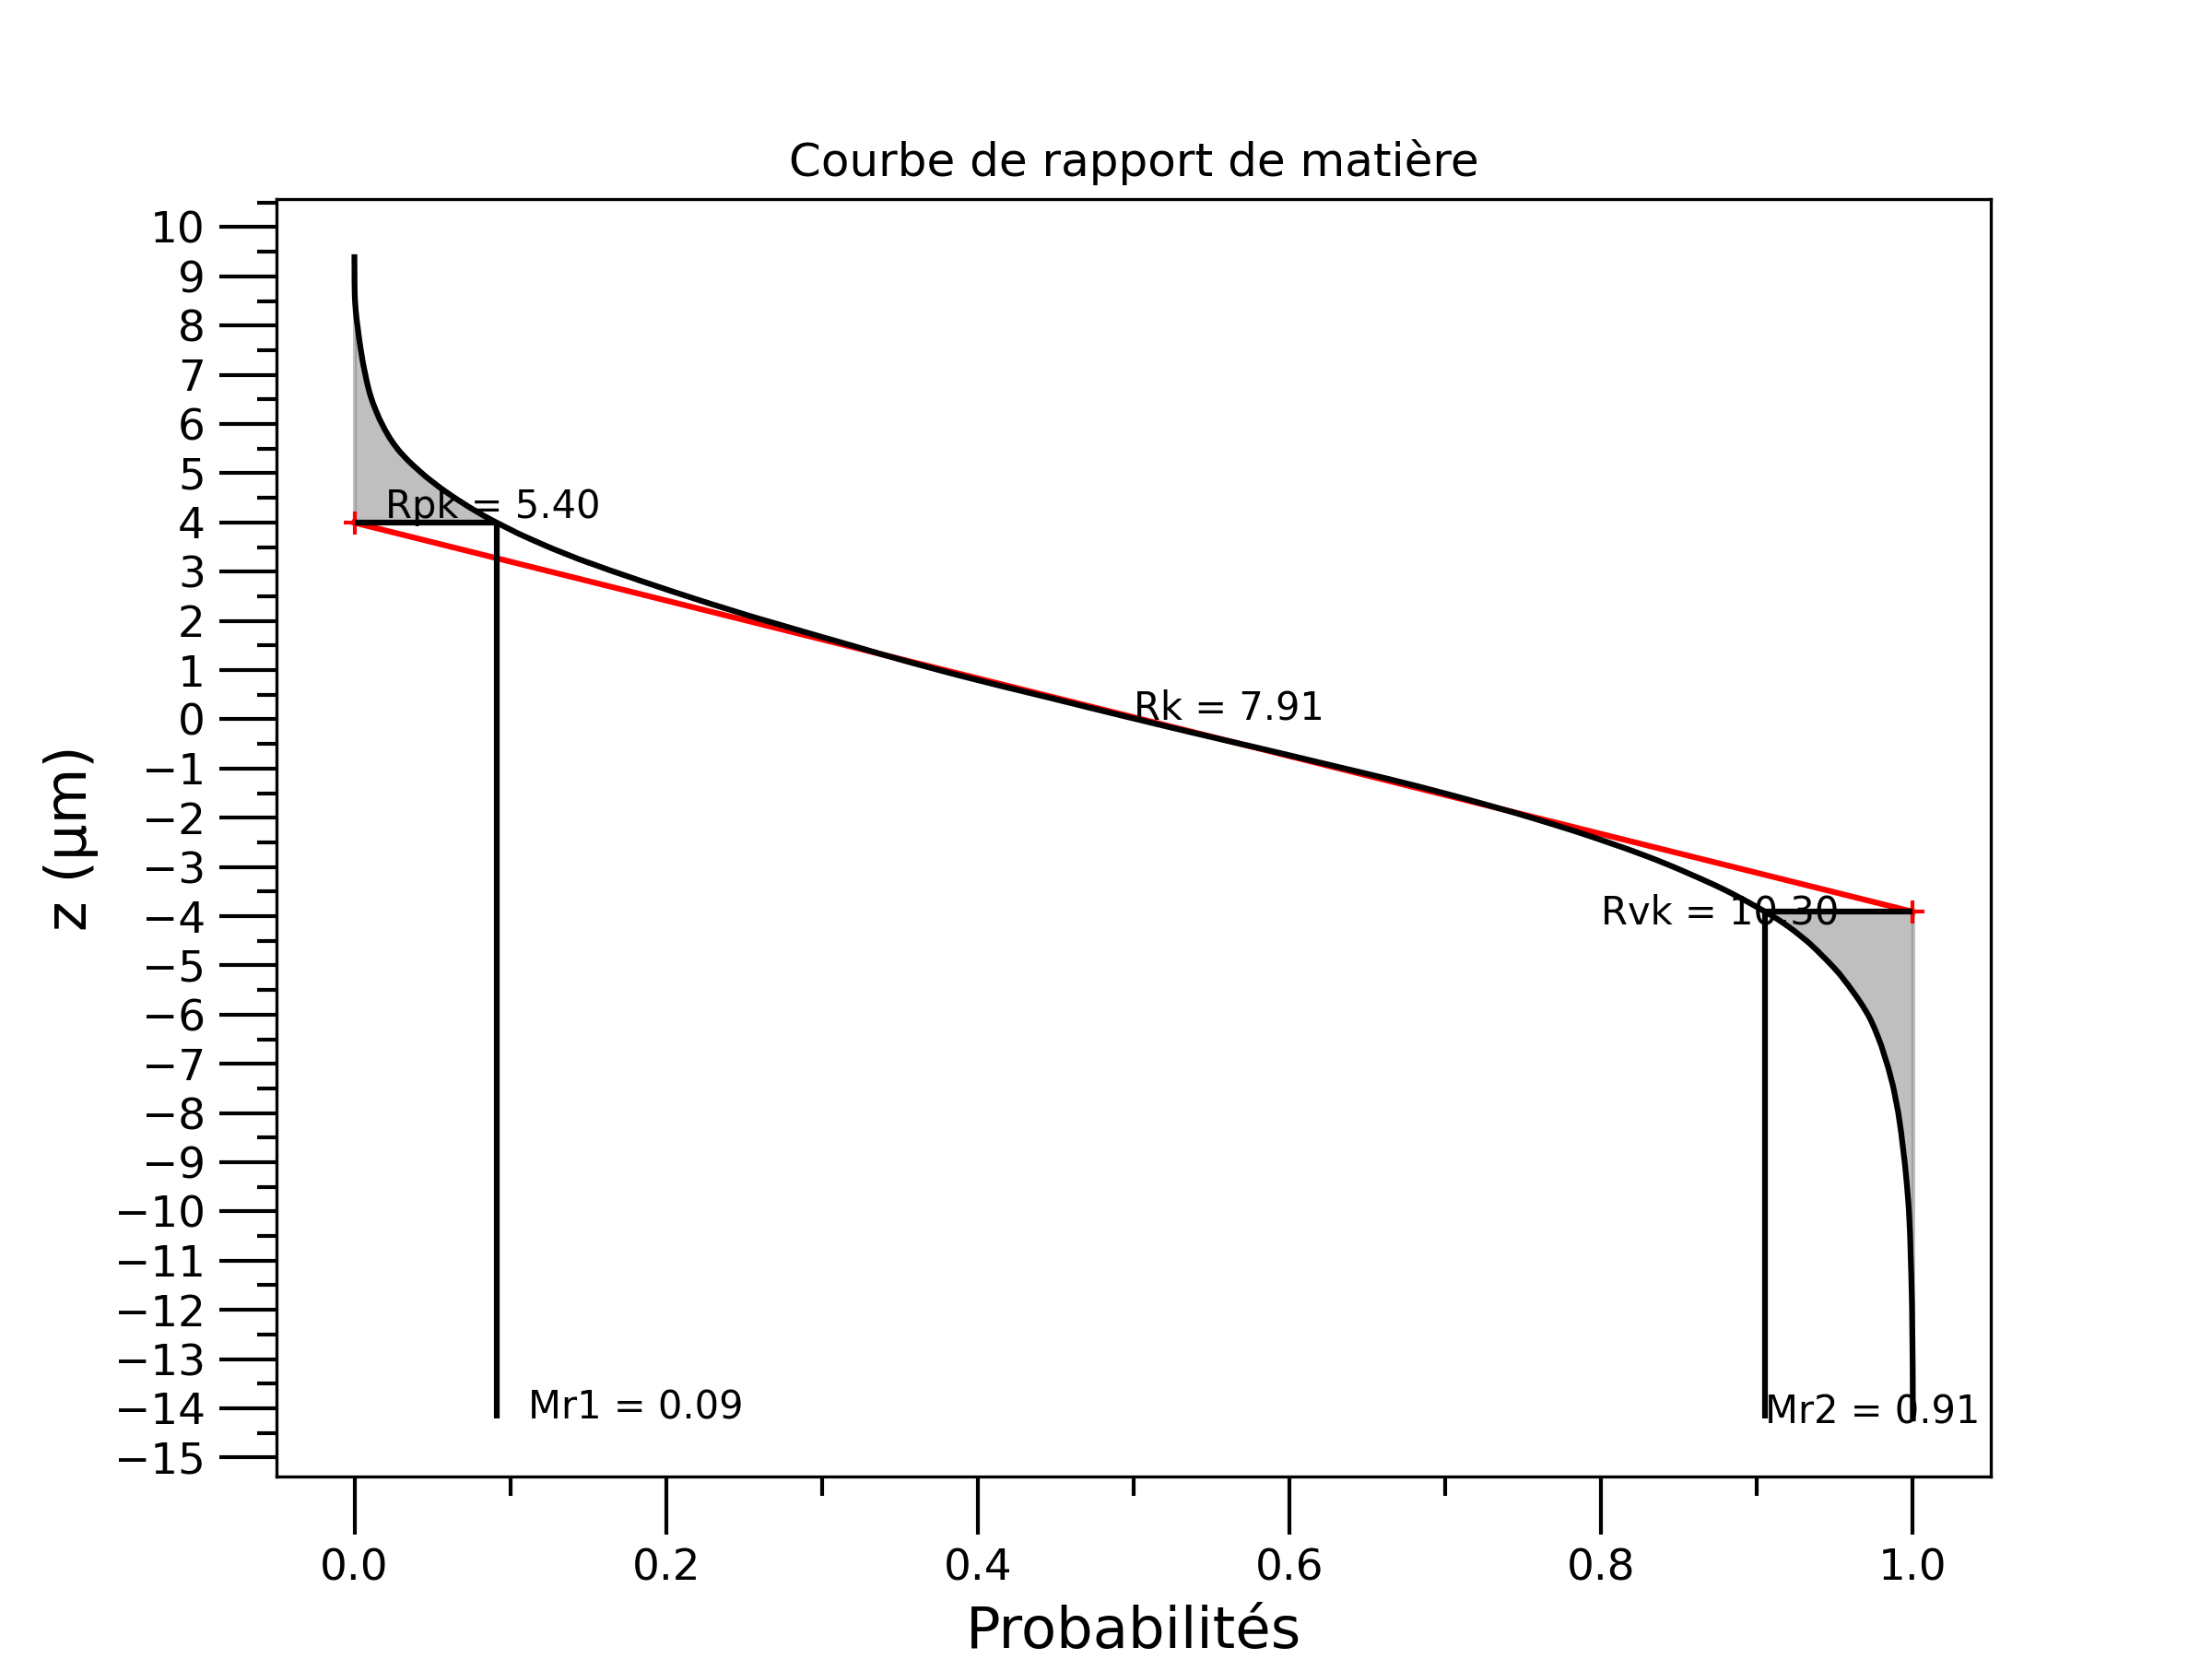 Courbe de rapport de matière
10
9
8
7
6
5
Rpk = 5.40
4
3
2
1
Rk = 7.91
0
−1
−2
−3
Rvk = 10.30
−4
−5
−6
−7
−8
−9
−10
−11
−12
−13
Mr1 = 0.09
Mr2 = 0.91
−14
−15
z (µm)
0.0 0.2 0.4 0.6 0.8 1.0
Probabilités